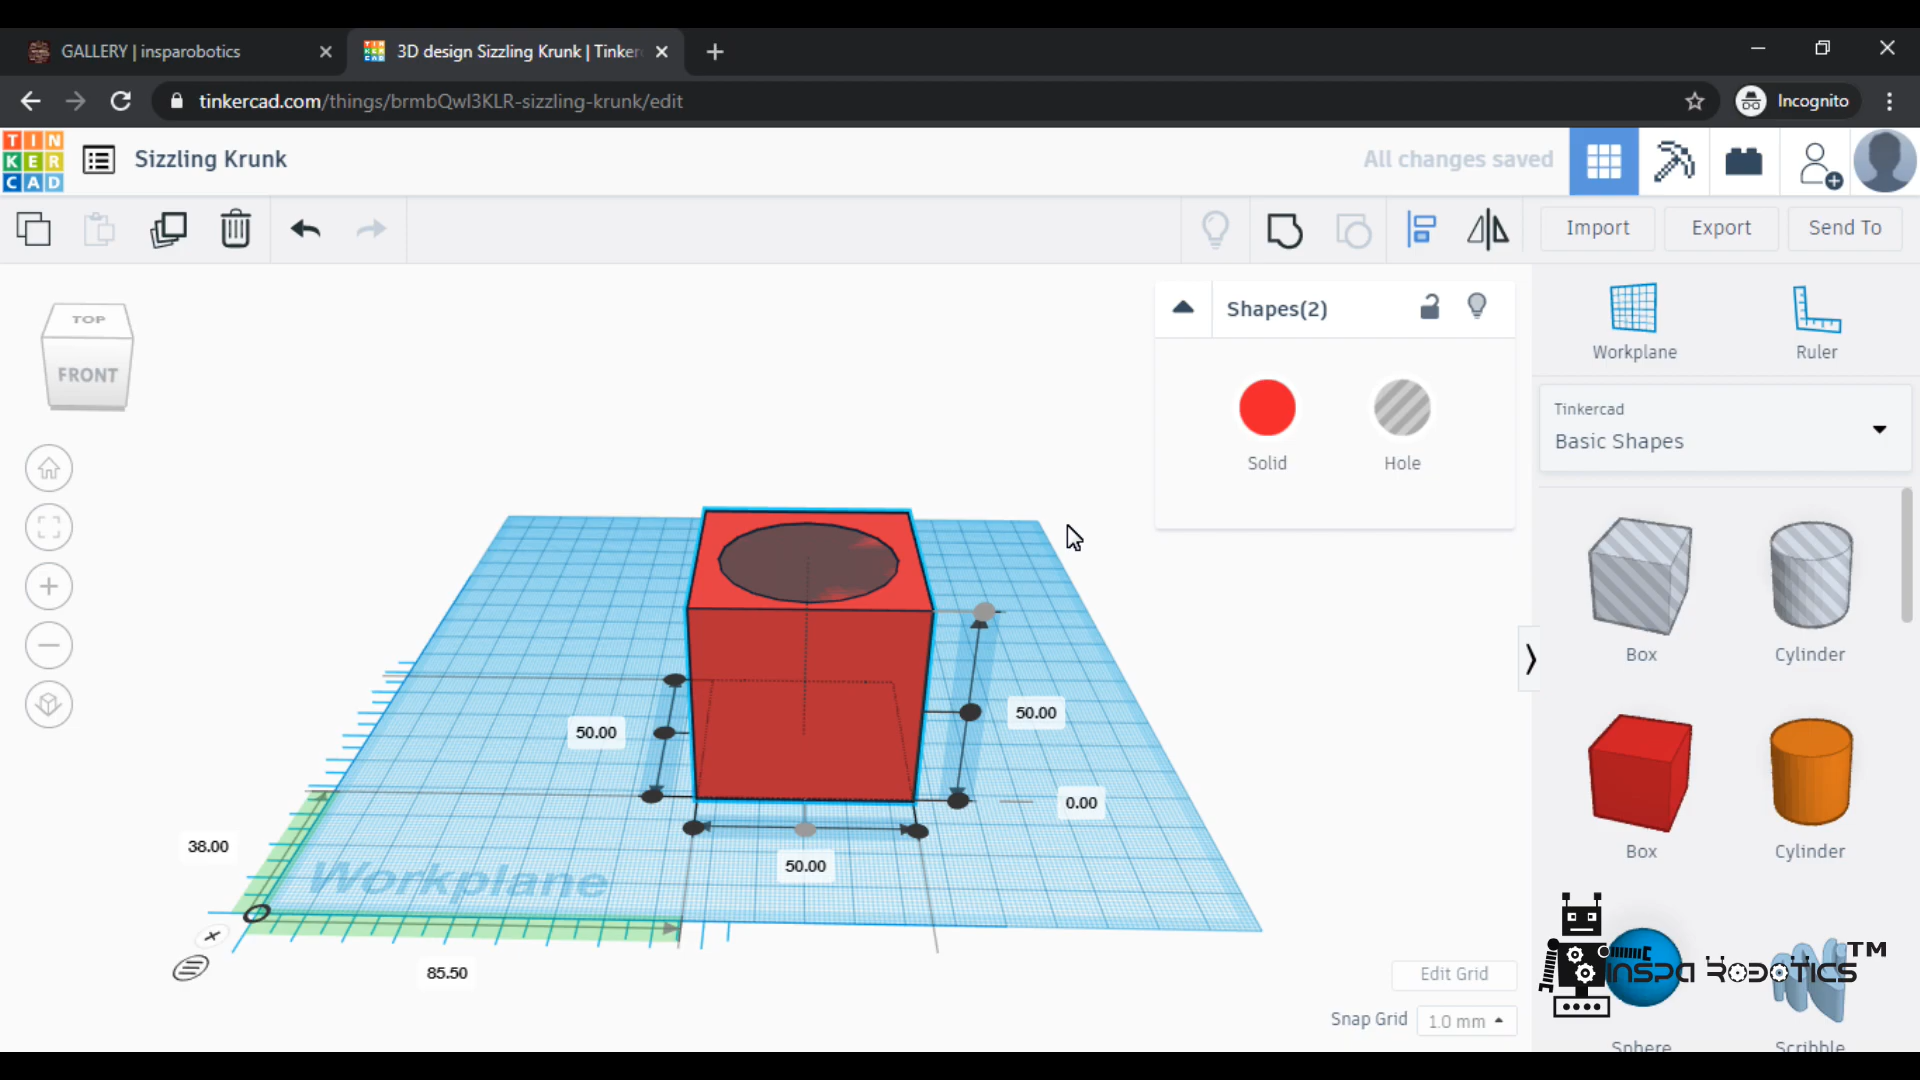 GALLERY | insparobotics
3D design Sizzling Krunk | Tinker
tinkercad.com/things/brmbQwl3KLR-sizzling-krunk/edit
Incognito
TIN
KER
CAD
Sizzling Krunk
All changes saved
Import
Export
Send To
TOP
FRONT
Shapes(2)
Solid
Hole
Workplane
Ruler
Tinkercad
Basic Shapes
Box
Cylinder
Box
Cylinder
50.00
50.00
0.00
50.00
38.00
85.50
Workplane
Edit Grid
Snap Grid
1.0 mm
INSPA ROBOTICS™
Sphere
Scribble